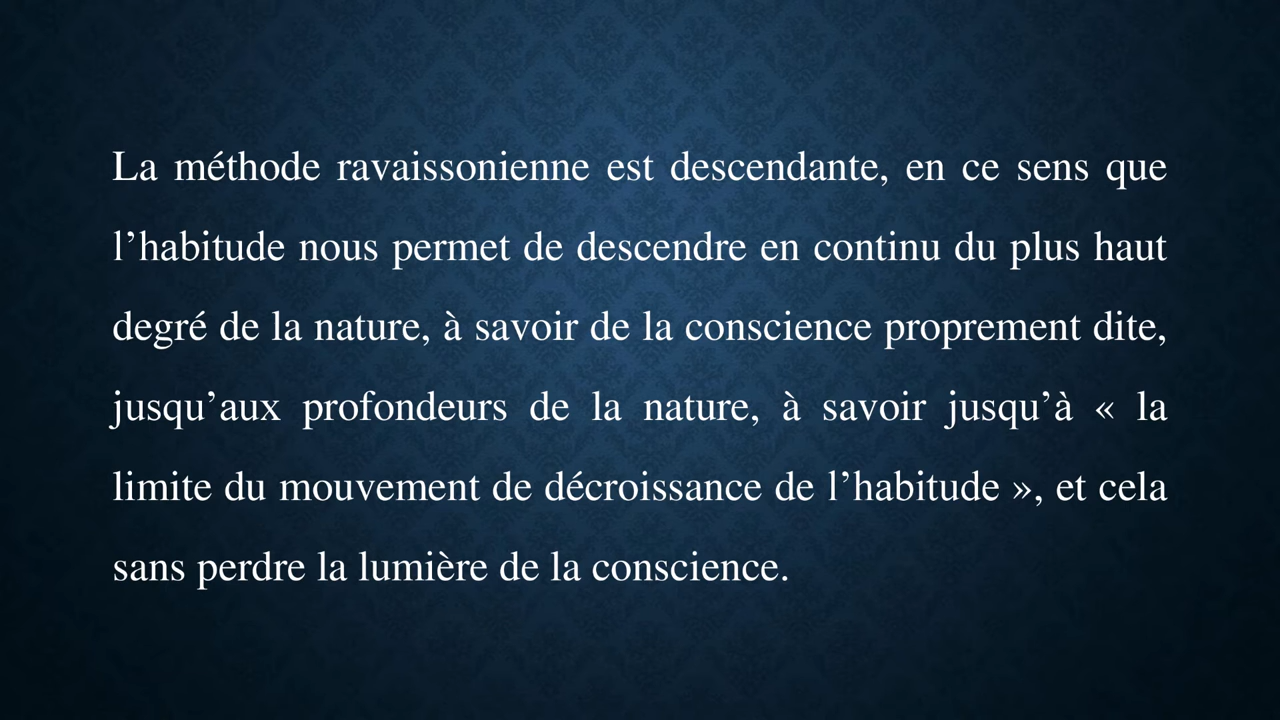 La méthode ravaissonienne est descendante, en ce sens que
l’habitude nous permet de descendre en continu du plus haut
degré de la nature, à savoir de la conscience proprement dite,
jusqu’aux profondeurs de la nature, à savoir jusqu’à « la
limite du mouvement de décroissance de l’habitude », et cela
sans perdre la lumière de la conscience.